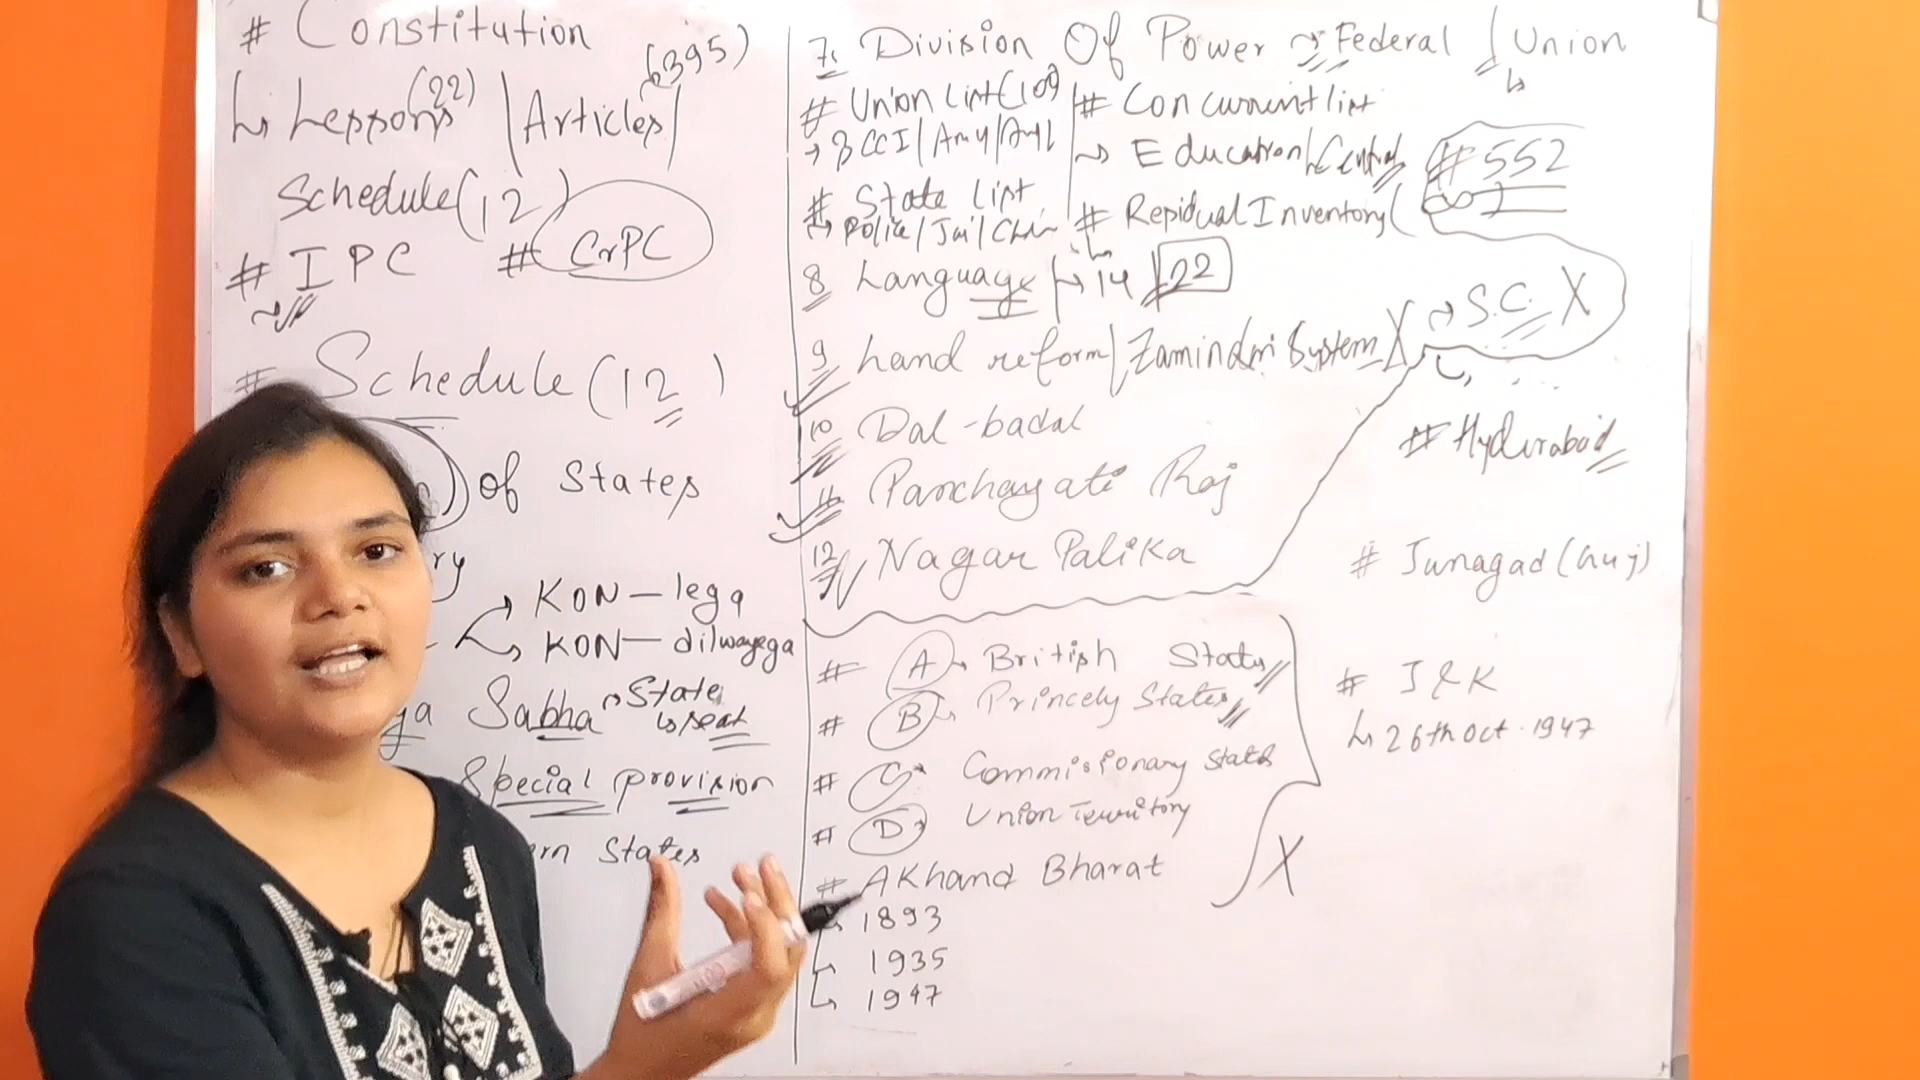 # Constitution
↳ Lessons (22) | Articles | (395)
Schedule (12)
# IPC # CrPC
# Schedule (12)
of States
ry
KON - lega
KON - dilwayega
ya Sabha → State
↳ seat
Special provision
ern States
7. Division Of Power → Federal / Union
# Union List (100)
→ BCCI / Army /
# State List
→ Police / Jail /
# Concurrent list
→ Education /
# Residual Inventory (
# 552
8 Language → 14 / 22
9 Land reform / Zamindari System X → S.C. X
10 Dal-badal
11 Panchayati Raj
12 Nagar Palika
# A → British States
# B → Princely States
# C → Commissionary States
# D → Union Territory
# Akhand Bharat
↳ 1893
↳ 1935
↳ 1947
X
# Hyderabad
# Junagad (Guj)
# J & K
↳ 26th Oct. 1947